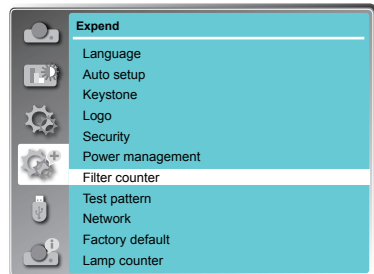 Expend
Language
Auto setup
Keystone
Logo
Security
Power management
Filter counter
Test pattern
Network
Factory default
Lamp counter